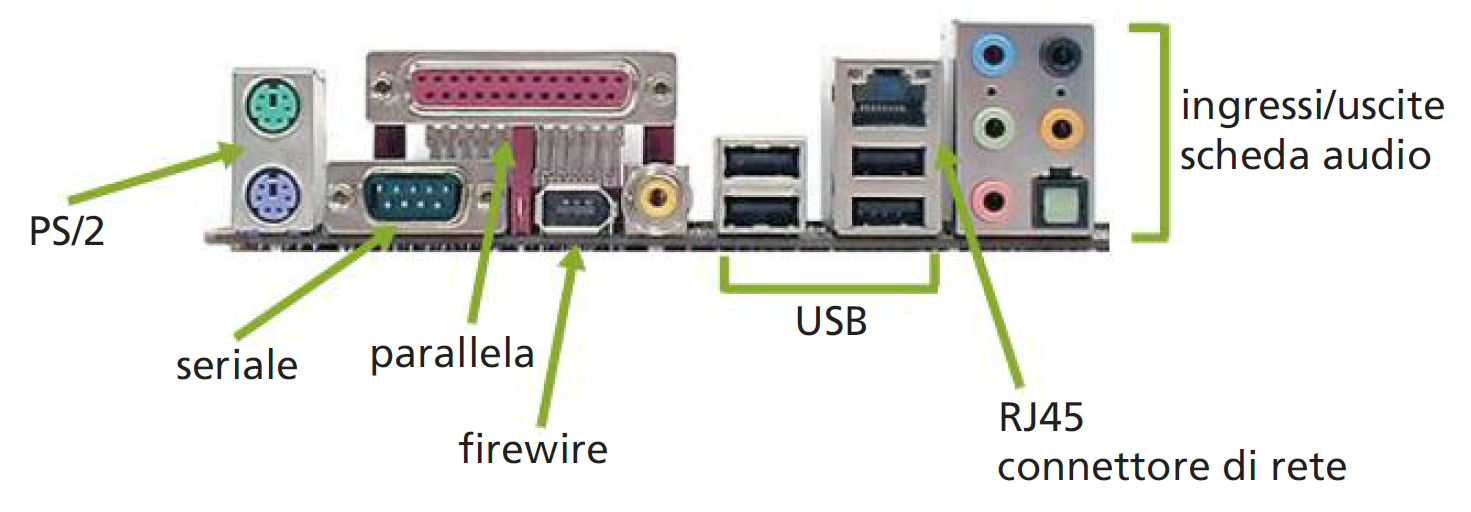 ingressi/uscite
scheda audio
PS/2
USB
seriale
parallela
firewire
RJ45
connettore di rete